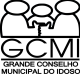 GCMI
GRANDE CONSELHO
MUNICIPAL DO IDOSO